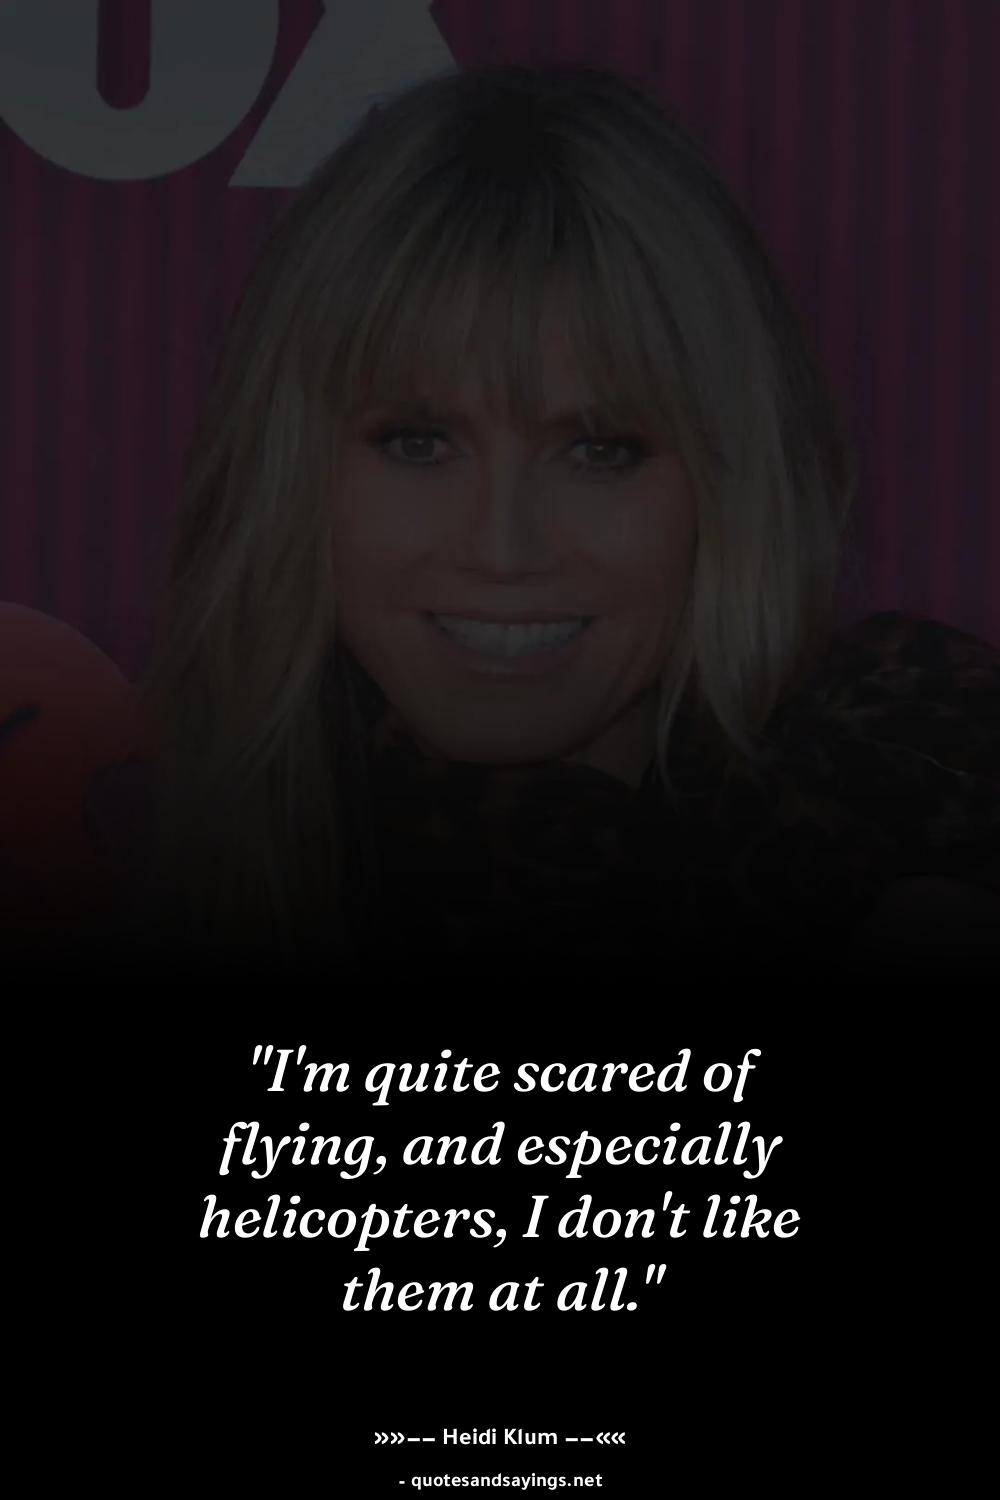 "I'm quite scared of
flying, and especially
helicopters, I don't like
them at all."
»»–– Heidi Klum ––««
- quotesandsayings.net